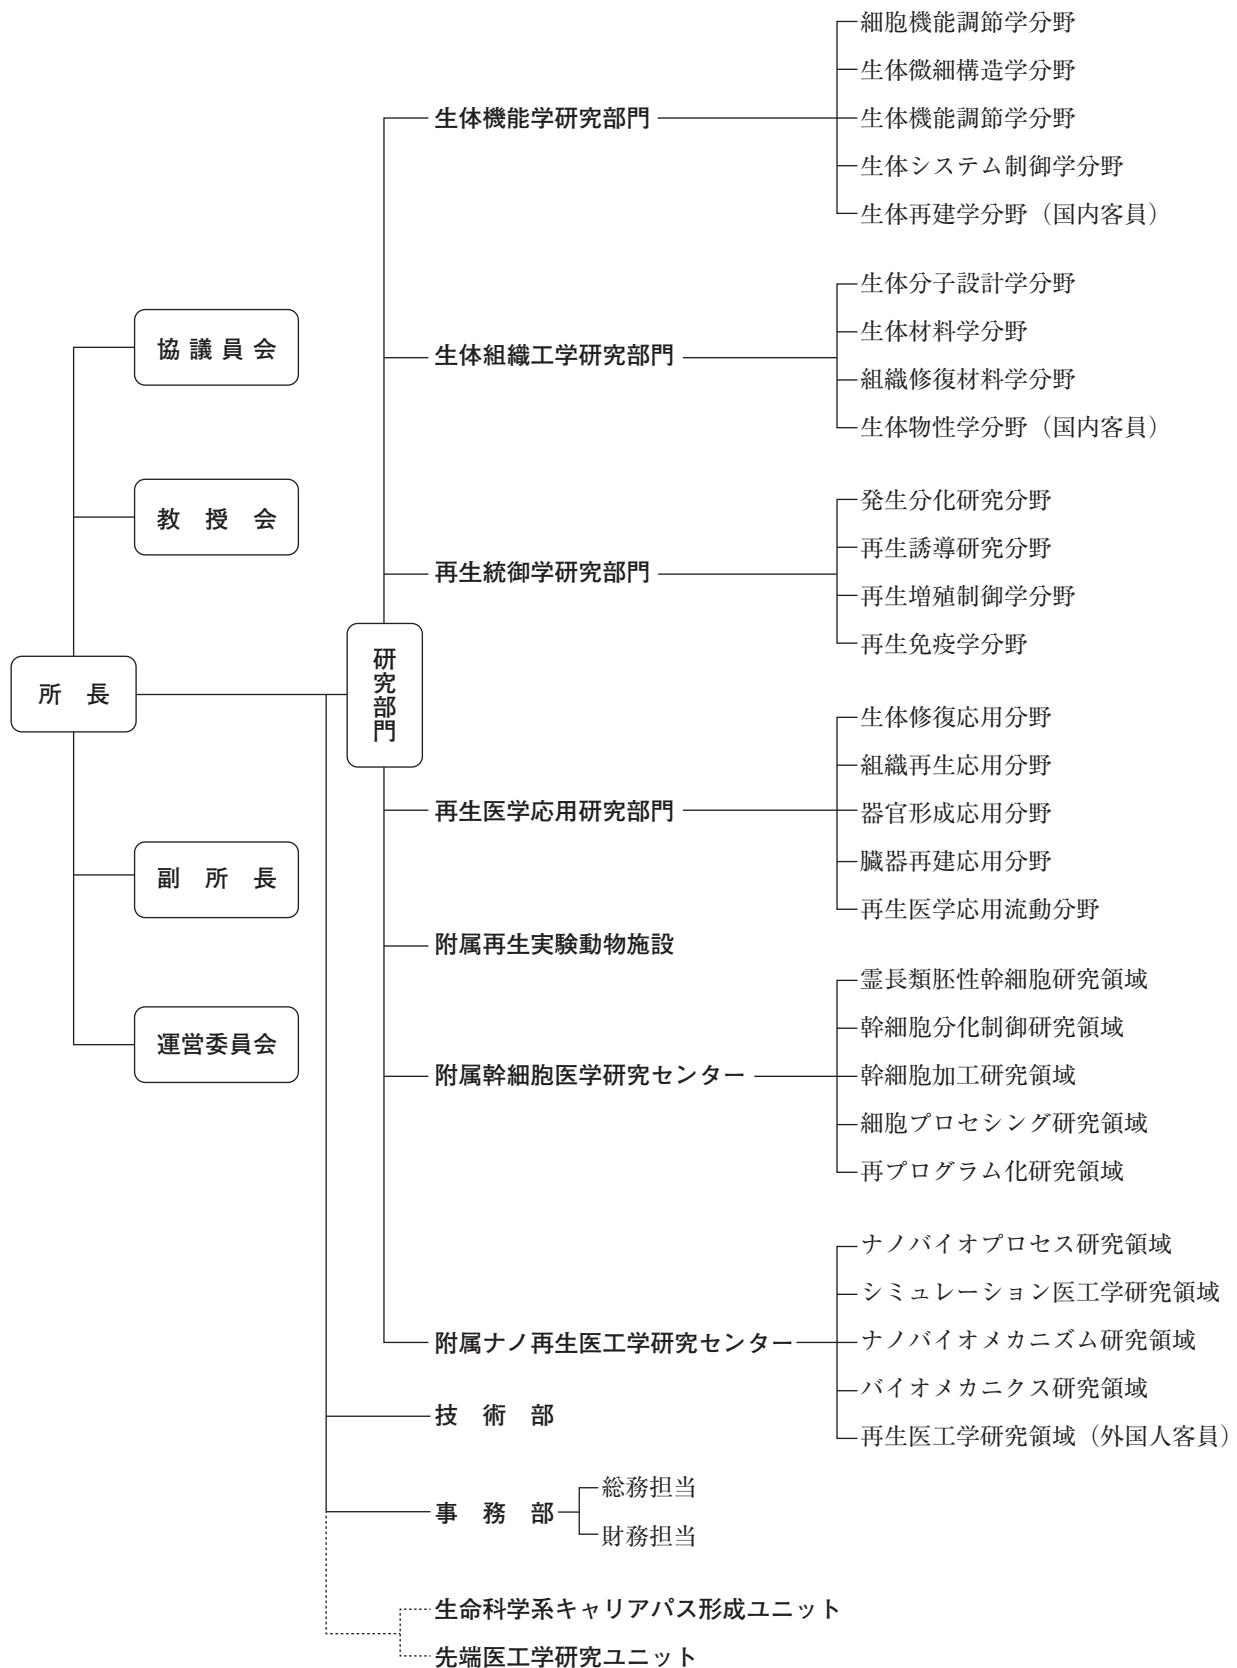 協議員会
教授会
所長
副所長
運営委員会
研究部門
生体機能学研究部門
細胞機能調節学分野
生体微細構造学分野
生体機能調節学分野
生体システム制御学分野
生体再建学分野（国内客員）
生体組織工学研究部門
生体分子設計学分野
生体材料学分野
組織修復材料学分野
生体物性学分野（国内客員）
再生統御学研究部門
発生分化研究分野
再生誘導研究分野
再生増殖制御学分野
再生免疫学分野
再生医学応用研究部門
生体修復応用分野
組織再生応用分野
器官形成応用分野
臓器再建応用分野
再生医学応用流動分野
附属再生実験動物施設
附属幹細胞医学研究センター
霊長類胚性幹細胞研究領域
幹細胞分化制御研究領域
幹細胞加工研究領域
細胞プロセシング研究領域
再プログラム化研究領域
附属ナノ再生医工学研究センター
ナノバイオプロセス研究領域
シミュレーション医工学研究領域
ナノバイオメカニズム研究領域
バイオメカニクス研究領域
再生医工学研究領域（外国人客員）
技術部
事務部
総務担当
財務担当
生命科学系キャリアパス形成ユニット
先端医工学研究ユニット